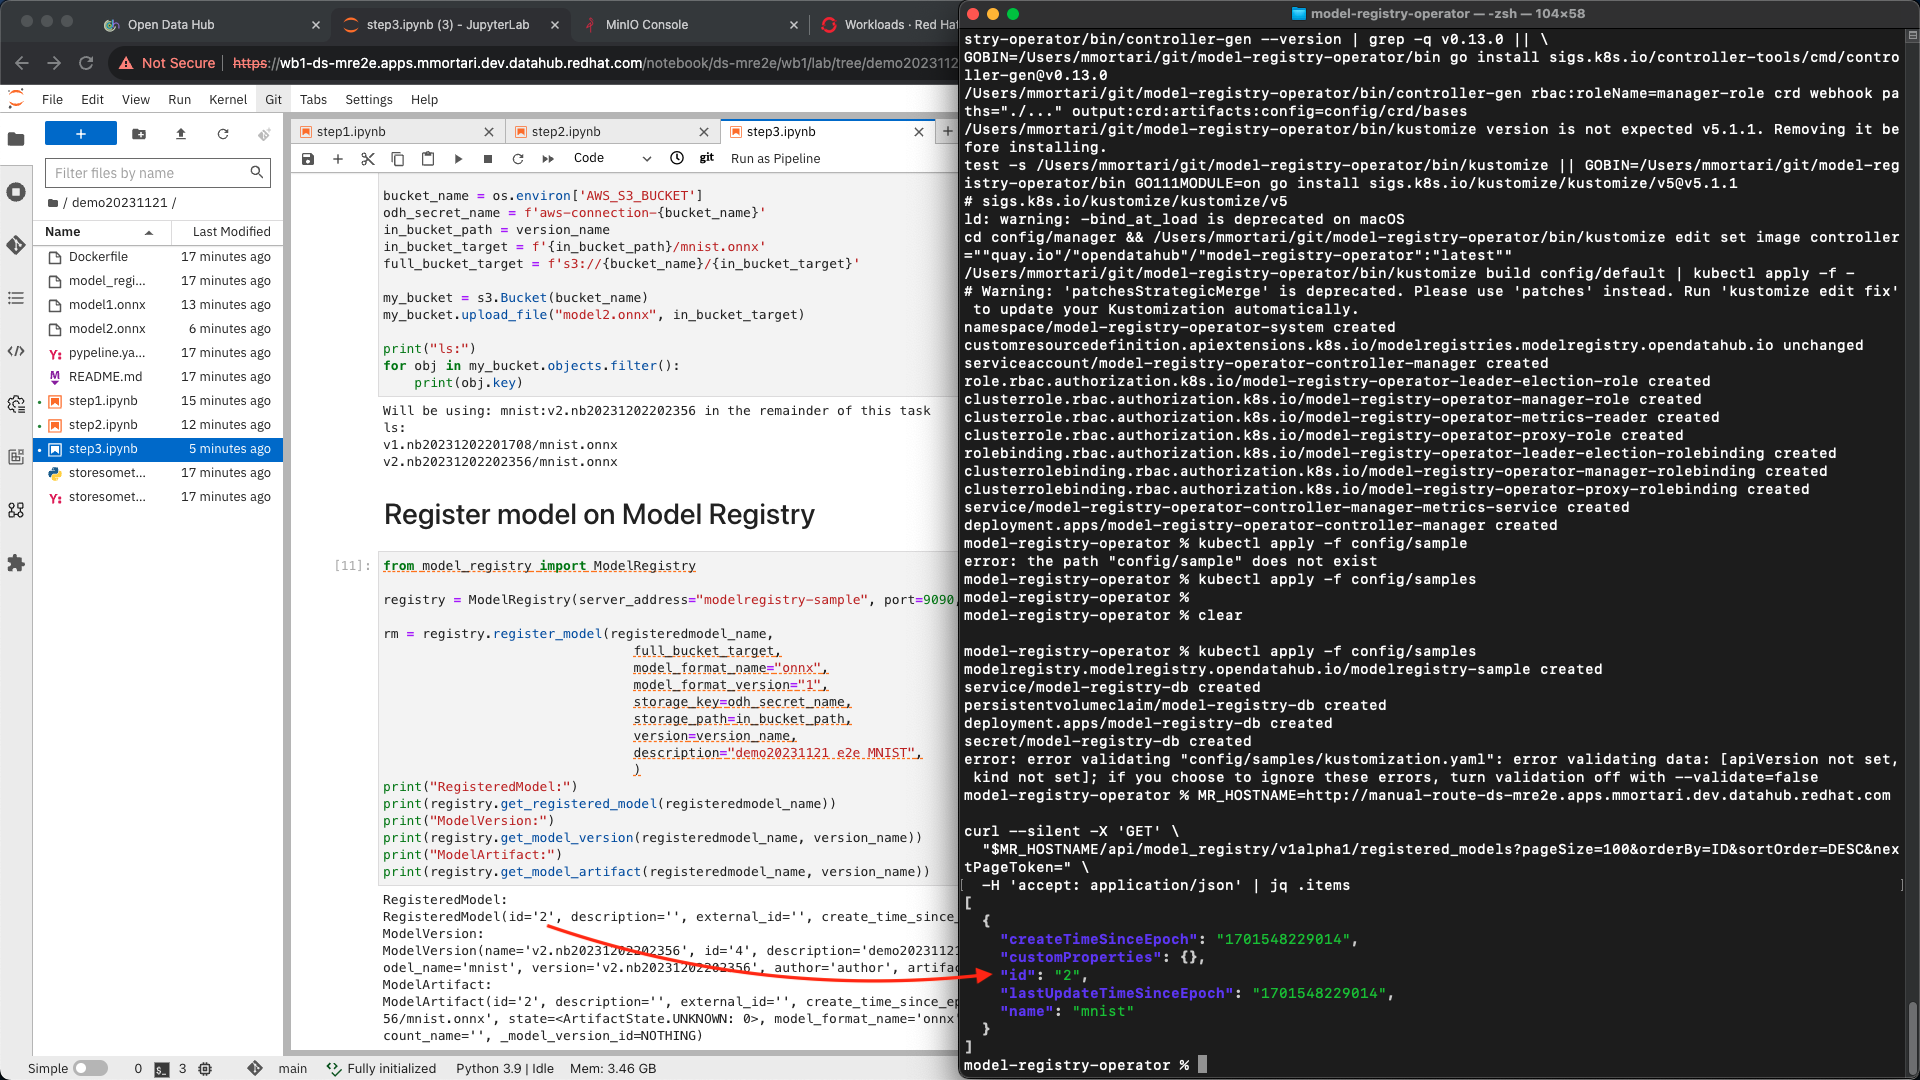 Open Data Hub
step3.ipynb (3) - JupyterLab
MinIO Console
Workloads · Red Hat
Not Secure | https://wb1-ds-mre2e.apps.mmortari.dev.datahub.redhat.com/notebook/ds-mre2e/wb1/lab/tree/demo2023112
File Edit View Run Kernel Git Tabs Settings Help
Filter files by name
/ demo20231121 /
Name Last Modified
Dockerfile 17 minutes ago
model_regi... 17 minutes ago
model1.onnx 13 minutes ago
model2.onnx 6 minutes ago
pypeline.ya... 17 minutes ago
README.md 17 minutes ago
step1.ipynb 15 minutes ago
step2.ipynb 12 minutes ago
step3.ipynb 5 minutes ago
storesomet... 17 minutes ago
storesomet... 17 minutes ago
step1.ipynb
step2.ipynb
step3.ipynb
Code
git
Run as Pipeline
bucket_name = os.environ['AWS_S3_BUCKET']
odh_secret_name = f'aws-connection-{bucket_name}'
in_bucket_path = version_name
in_bucket_target = f'{in_bucket_path}/mnist.onnx'
full_bucket_target = f's3://{bucket_name}/{in_bucket_target}'
my_bucket = s3.Bucket(bucket_name)
my_bucket.upload_file("model2.onnx", in_bucket_target)
print("ls:")
for obj in my_bucket.objects.filter():
print(obj.key)
Will be using: mnist:v2.nb20231202202356 in the remainder of this task
ls:
v1.nb20231202201708/mnist.onnx
v2.nb20231202202356/mnist.onnx
Register model on Model Registry
[11]:
from model_registry import ModelRegistry
registry = ModelRegistry(server_address="modelregistry-sample", port=9090,
rm = registry.register_model(registeredmodel_name,
full_bucket_target,
model_format_name="onnx",
model_format_version="1",
storage_key=odh_secret_name,
storage_path=in_bucket_path,
version=version_name,
description="demo20231121 e2e MNIST",
)
print("RegisteredModel:")
print(registry.get_registered_model(registeredmodel_name))
print("ModelVersion:")
print(registry.get_model_version(registeredmodel_name, version_name))
print("ModelArtifact:")
print(registry.get_model_artifact(registeredmodel_name, version_name))
RegisteredModel:
RegisteredModel(id='2', description='', external_id='', create_time_since_
ModelVersion:
ModelVersion(name='v2.nb20231202202356', id='4', description='demo20231121
odel_name='mnist', version='v2.nb20231202202356', author='author', artifac
ModelArtifact:
ModelArtifact(id='2', description='', external_id='', create_time_since_ep
56/mnist.onnx', state=<ArtifactState.UNKNOWN: 0>, model_format_name='onnx'
count_name='', _model_version_id=NOTHING)
Simple 0 3 main Fully initialized Python 3.9 | Idle Mem: 3.46 GB
model-registry-operator — -zsh — 104×58
stry-operator/bin/controller-gen --version | grep -q v0.13.0 || \
GOBIN=/Users/mmortari/git/model-registry-operator/bin go install sigs.k8s.io/controller-tools/cmd/contro
ller-gen@v0.13.0
/Users/mmortari/git/model-registry-operator/bin/controller-gen rbac:roleName=manager-role crd webhook pa
ths="./..." output:crd:artifacts:config=config/crd/bases
/Users/mmortari/git/model-registry-operator/bin/kustomize version is not expected v5.1.1. Removing it be
fore installing.
test -s /Users/mmortari/git/model-registry-operator/bin/kustomize || GOBIN=/Users/mmortari/git/model-reg
istry-operator/bin GO111MODULE=on go install sigs.k8s.io/kustomize/kustomize/v5@v5.1.1
# sigs.k8s.io/kustomize/kustomize/v5
ld: warning: -bind_at_load is deprecated on macOS
cd config/manager && /Users/mmortari/git/model-registry-operator/bin/kustomize edit set image controller
=""quay.io"/"opendatahub"/"model-registry-operator":"latest""
/Users/mmortari/git/model-registry-operator/bin/kustomize build config/default | kubectl apply -f -
# Warning: 'patchesStrategicMerge' is deprecated. Please use 'patches' instead. Run 'kustomize edit fix'
to update your Kustomization automatically.
namespace/model-registry-operator-system created
customresourcedefinition.apiextensions.k8s.io/modelregistries.modelregistry.opendatahub.io unchanged
serviceaccount/model-registry-operator-controller-manager created
role.rbac.authorization.k8s.io/model-registry-operator-leader-election-role created
clusterrole.rbac.authorization.k8s.io/model-registry-operator-manager-role created
clusterrole.rbac.authorization.k8s.io/model-registry-operator-metrics-reader created
clusterrole.rbac.authorization.k8s.io/model-registry-operator-proxy-role created
rolebinding.rbac.authorization.k8s.io/model-registry-operator-leader-election-rolebinding created
clusterrolebinding.rbac.authorization.k8s.io/model-registry-operator-manager-rolebinding created
clusterrolebinding.rbac.authorization.k8s.io/model-registry-operator-proxy-rolebinding created
service/model-registry-operator-controller-manager-metrics-service created
deployment.apps/model-registry-operator-controller-manager created
model-registry-operator % kubectl apply -f config/sample
error: the path "config/sample" does not exist
model-registry-operator % kubectl apply -f config/samples
model-registry-operator %
model-registry-operator % clear
model-registry-operator % kubectl apply -f config/samples
modelregistry.modelregistry.opendatahub.io/modelregistry-sample created
service/model-registry-db created
persistentvolumeclaim/model-registry-db created
deployment.apps/model-registry-db created
secret/model-registry-db created
error: error validating "config/samples/kustomization.yaml": error validating data: [apiVersion not set,
kind not set]; if you choose to ignore these errors, turn validation off with --validate=false
model-registry-operator % MR_HOSTNAME=http://manual-route-ds-mre2e.apps.mmortari.dev.datahub.redhat.com
curl --silent -X 'GET' \
"$MR_HOSTNAME/api/model_registry/v1alpha1/registered_models?pageSize=100&orderBy=ID&sortOrder=DESC&nex
tPageToken=" \
-H 'accept: application/json' | jq .items
[
{
"createTimeSinceEpoch": "1701548229014",
"customProperties": {},
"id": "2",
"lastUpdateTimeSinceEpoch": "1701548229014",
"name": "mnist"
}
]
model-registry-operator %